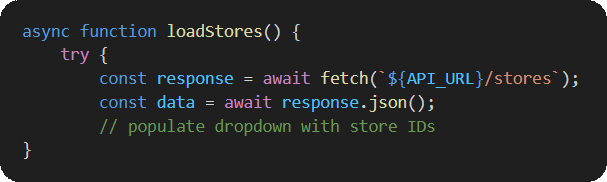 async function loadStores() {
    try {
        const response = await fetch(`${API_URL}/stores`);
        const data = await response.json();
        // populate dropdown with store IDs
}